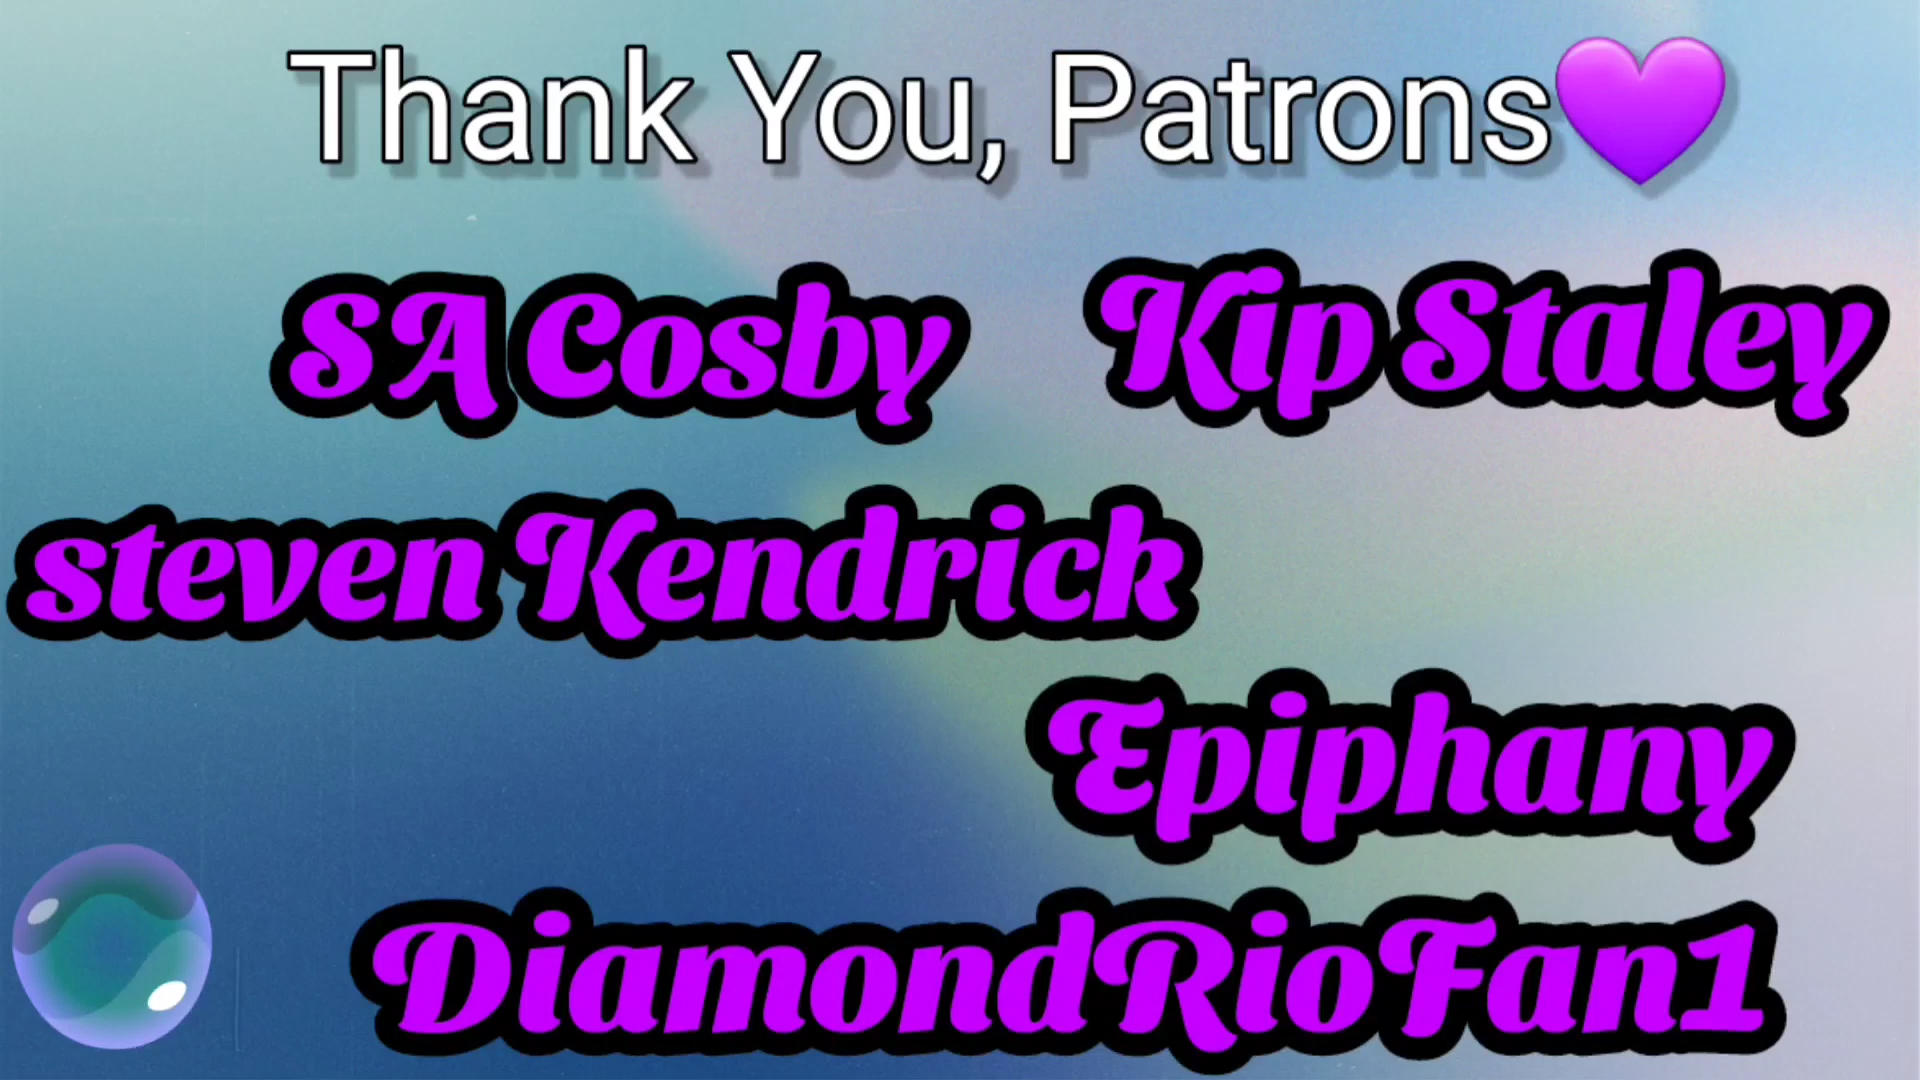 Thank You, Patrons💜
SA Cosby Kip Staley
steven Kendrick
Epiphany
DiamondRioFan1